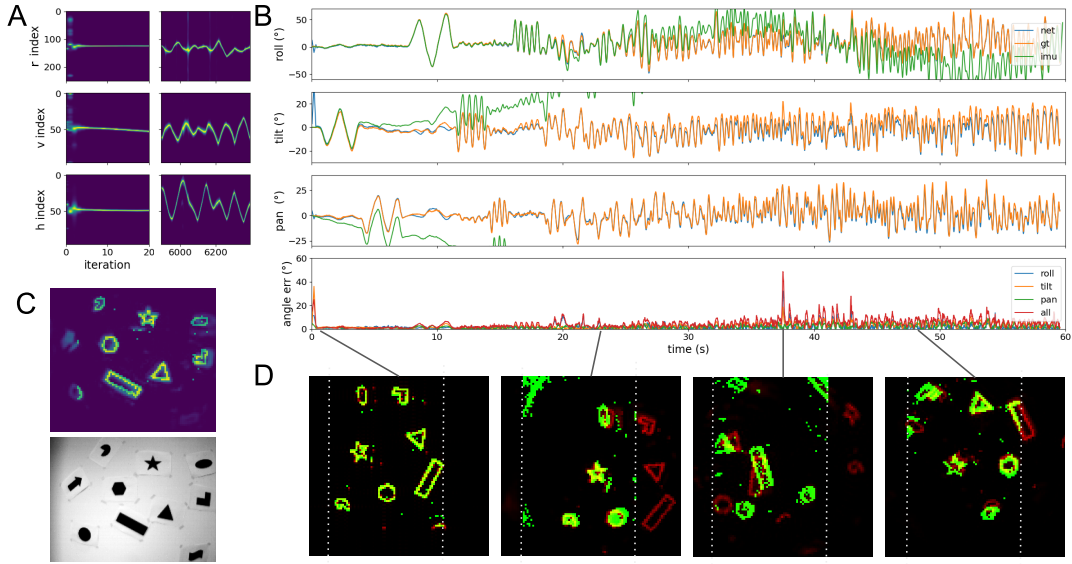 A
r index
0
100
200
v index
0
50
h index
0
50
0
10
20
6000
6200
iteration
B
roll (°)
50
0
−50
net
gt
imu
tilt (°)
20
0
−20
pan (°)
25
0
−25
angle err (°)
60
40
20
0
roll
tilt
pan
all
0
10
20
30
40
50
60
time (s)
C
D